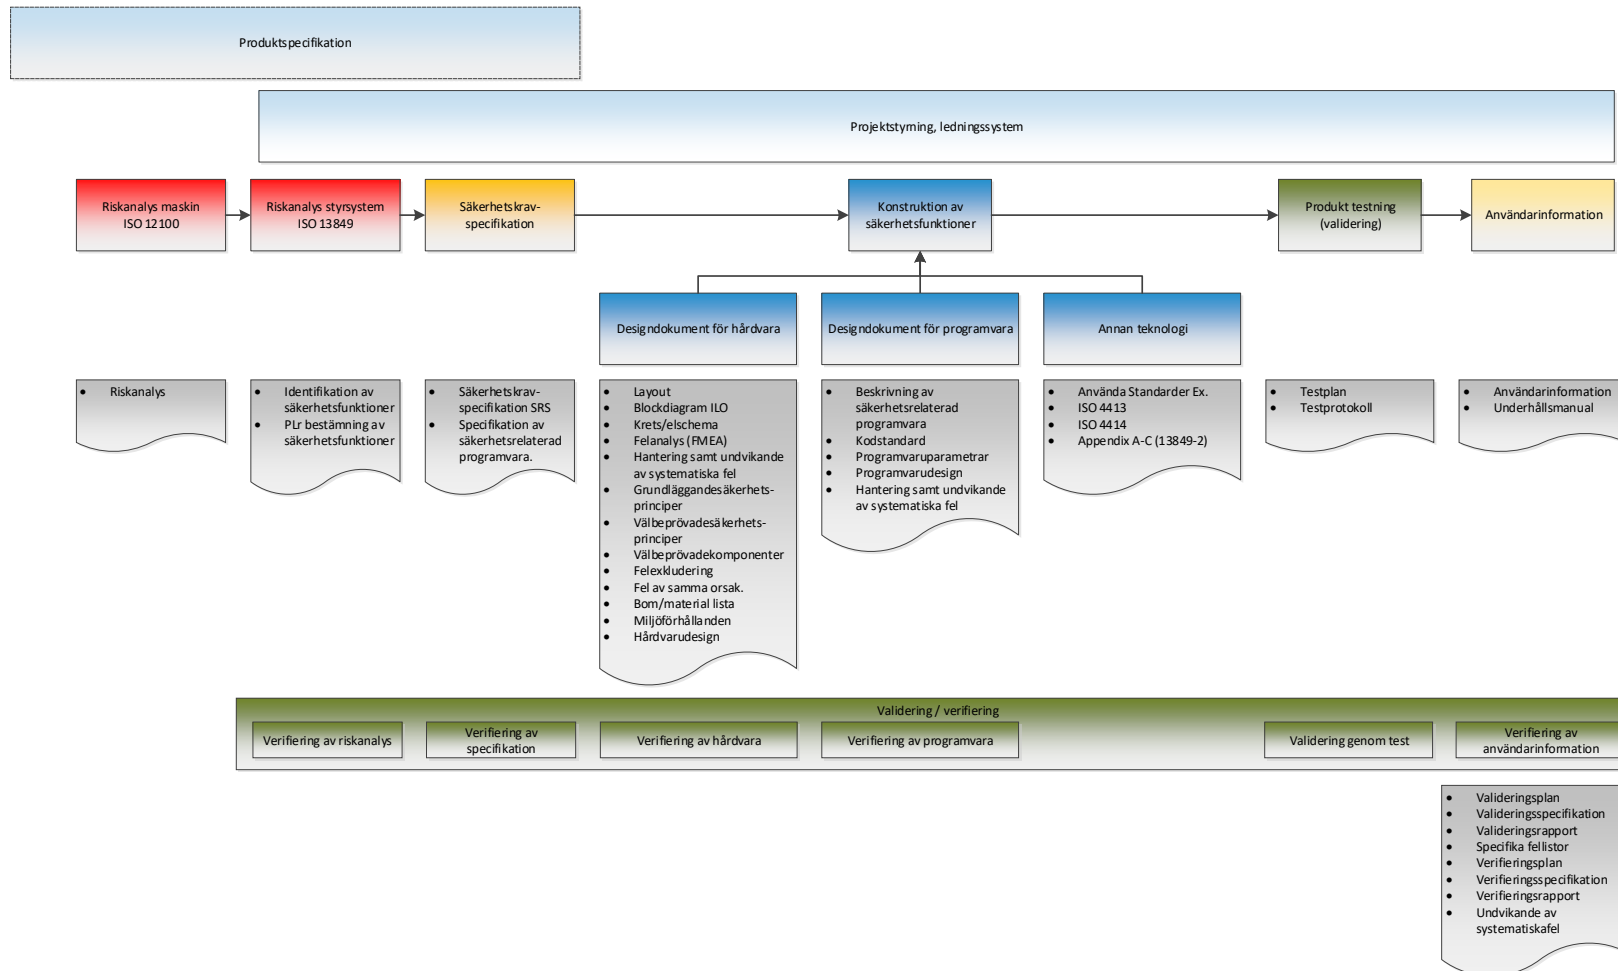 Produktspecifikation
Projektstyrning, ledningssystem
Riskanalys maskin
ISO 12100
Riskanalys styrsystem
ISO 13849
Säkerhetskrav-
specifikation
Konstruktion av
säkerhetsfunktioner
Produkt testning
(validering)
Användarinformation
Designdokument för hårdvara
Designdokument för programvara
Annan teknologi
• Riskanalys
• Identifikation av
säkerhetsfunktioner
• PLr bestämning av
säkerhetsfunktioner
• Säkerhetskrav-
specifikation SRS
• Specifikation av
säkerhetsrelaterad
programvara.
• Layout
• Blockdiagram ILO
• Krets/elschema
• Felanalys (FMEA)
• Hantering samt undvikande
av systematiska fel
• Grundläggandesäkerhets-
principer
• Välbeprövadesäkerhets-
principer
• Välbeprövadekomponenter
• Felexkludering
• Fel av samma orsak.
• Bom/material lista
• Miljöförhållanden
• Hårdvarudesign
• Beskrivning av
säkerhetsrelaterad
programvara
• Kodstandard
• Programvaruparametrar
• Programvarudesign
• Hantering samt undvikande
av systematiska fel
• Använda Standarder Ex.
• ISO 4413
• ISO 4414
• Appendix A-C (13849-2)
• Testplan
• Testprotokoll
• Användarinformation
• Underhållsmanual
Validering / verifiering
Verifiering av riskanalys
Verifiering av
specifikation
Verifiering av hårdvara
Verifiering av programvara
Validering genom test
Verifiering av
användarinformation
• Valideringsplan
• Valideringsspecifikation
• Valideringsrapport
• Specifika fellistor
• Verifieringsplan
• Verifieringsspecifikation
• Verifieringsrapport
• Undvikande av
systematiskafel